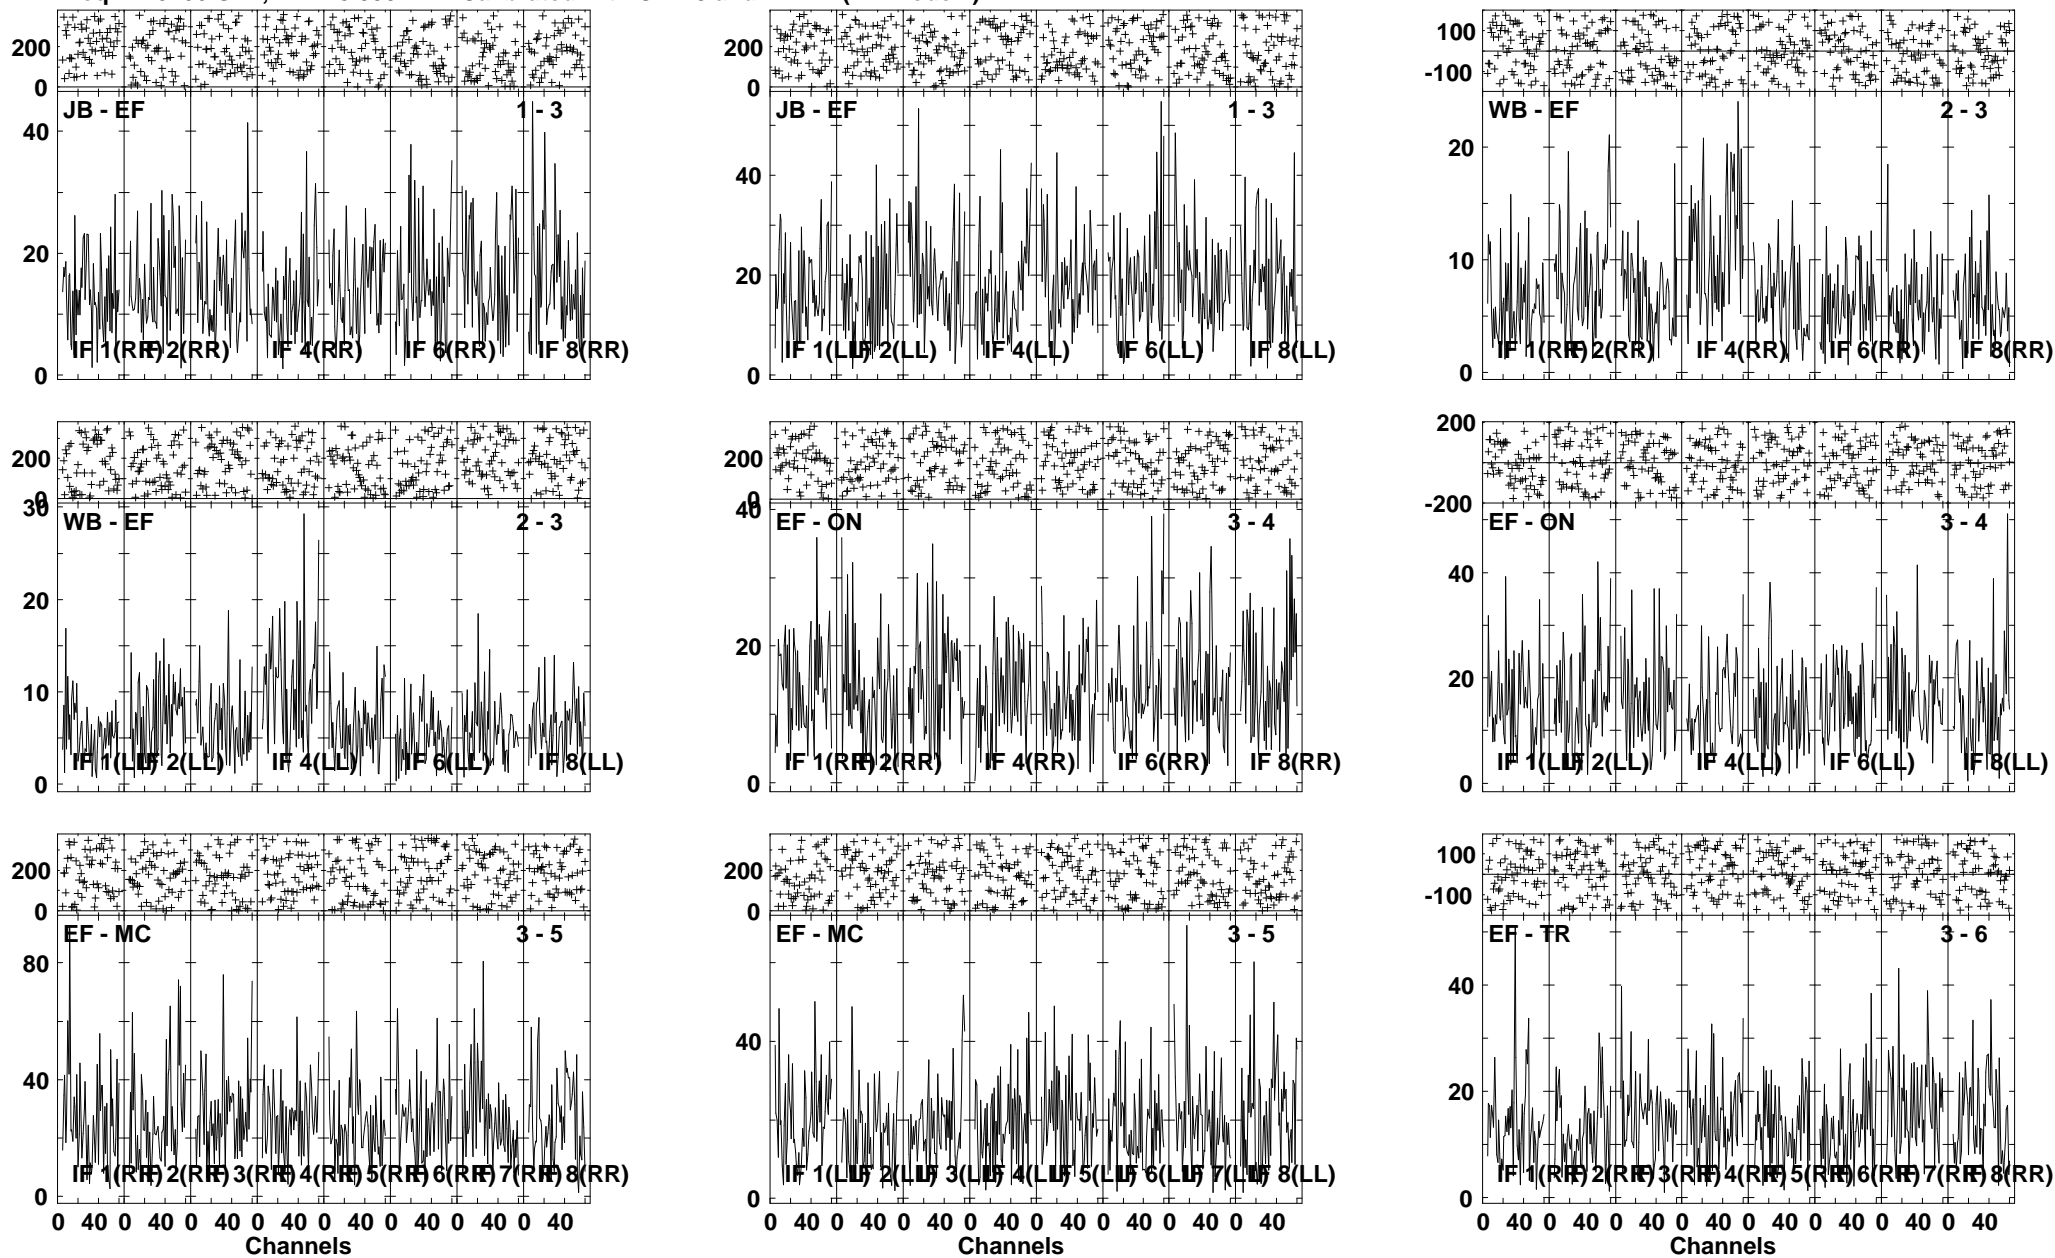 200
0
JB - EF 1 - 3
40
20
0
IF 1(RR) IF 2(RR) IF 4(RR) IF 6(RR) IF 8(RR)
200
0
JB - EF 1 - 3
40
20
0
IF 1(LL) IF 2(LL) IF 4(LL) IF 6(LL) IF 8(LL)
100
-100
WB - EF 2 - 3
20
10
0
IF 1(RR) IF 2(RR) IF 4(RR) IF 6(RR) IF 8(RR)
200
0
30
WB - EF 2 - 3
20
10
0
IF 1(LL) IF 2(LL) IF 4(LL) IF 6(LL) IF 8(LL)
200
0
40
EF - ON 3 - 4
20
0
IF 1(RR) IF 2(RR) IF 4(RR) IF 6(RR) IF 8(RR)
200
-200
EF - ON 3 - 4
40
20
0
IF 1(LL) IF 2(LL) IF 4(LL) IF 6(LL) IF 8(LL)
200
0
EF - MC 3 - 5
80
40
0
IF 1(RR) IF 2(RR) IF 3(RR) IF 4(RR) IF 5(RR) IF 6(RR) IF 7(RR) IF 8(RR)
0 40 0 40 0 40 0 40 0 40 0 40 0 40 0 40
Channels
200
0
EF - MC 3 - 5
40
0
IF 1(LL) IF 2(LL) IF 3(LL) IF 4(LL) IF 5(LL) IF 6(LL) IF 7(LL) IF 8(LL)
0 40 0 40 0 40 0 40 0 40 0 40 0 40 0 40
Channels
100
-100
EF - TR 3 - 6
40
20
0
IF 1(RR) IF 2(RR) IF 3(RR) IF 4(RR) IF 5(RR) IF 6(RR) IF 7(RR) IF 8(RR)
0 40 0 40 0 40 0 40 0 40 0 40 0 40 0 40
Channels